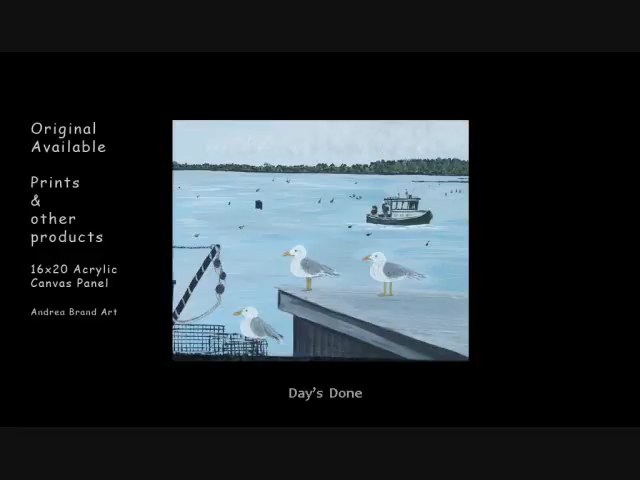 Original
Available
Prints
&
other
products
16x20 Acrylic
Canvas Panel
Andrea Brand Art
Day's Done